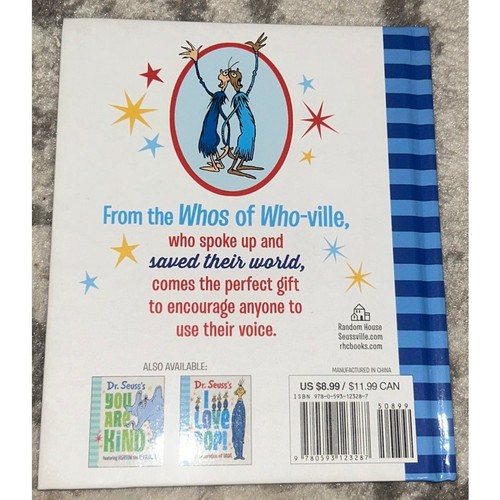 From the Whos of Who-ville,
who spoke up and
saved their world,
comes the perfect gift
to encourage anyone to
use their voice.
Random House
Seussville.com
rhcbooks.com
ALSO AVAILABLE:
MANUFACTURED IN CHINA
Dr. Seuss's
YOU
ARE
KiND
Dr. Seuss's
I
LOVE
POP!
US $8.99 / $11.99 CAN
ISBN 978-0-593-12328-7
50899
9 780593 123287